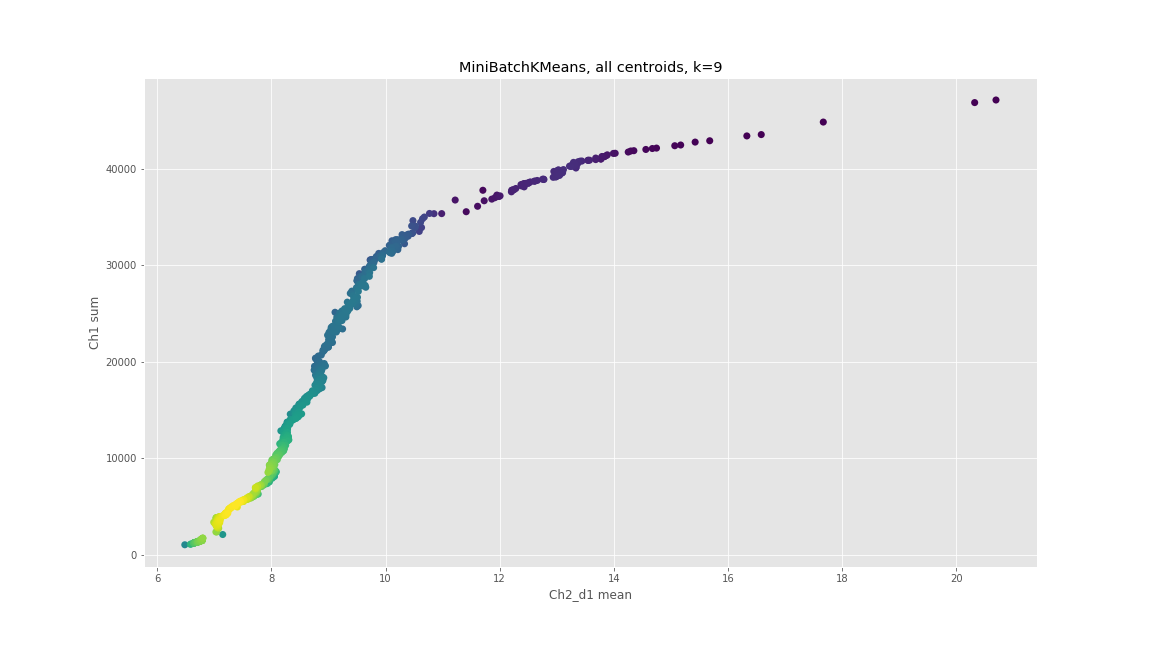 MiniBatchKMeans, all centroids, k=9
Ch1 sum
40000
30000
20000
10000
0
6 8 10 12 14 16 18 20
Ch2_d1 mean